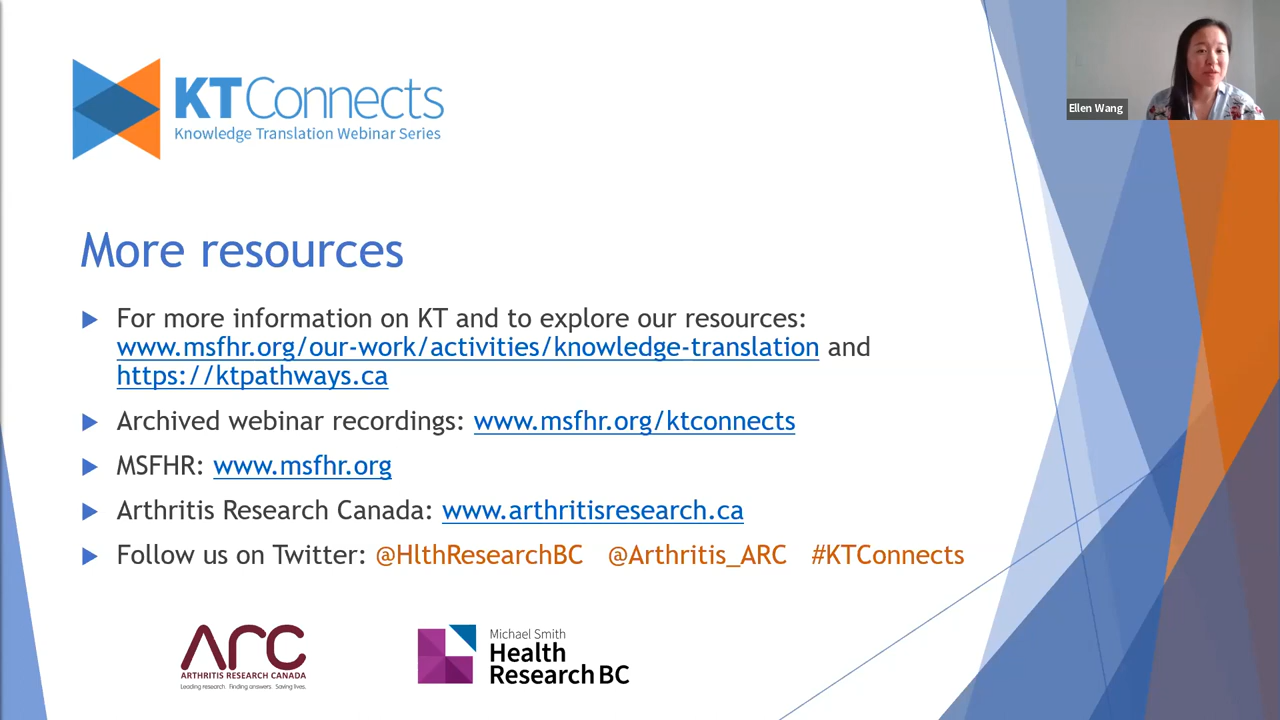 KT Connects
Knowledge Translation Webinar Series
Ellen Wang
More resources
For more information on KT and to explore our resources:
www.msfhr.org/our-work/activities/knowledge-translation and
https://ktpathways.ca
Archived webinar recordings: www.msfhr.org/ktconnects
MSFHR: www.msfhr.org
Arthritis Research Canada: www.arthritisresearch.ca
Follow us on Twitter: @HlthResearchBC @Arthritis_ARC #KTConnects
ARC
ARTHRITIS RESEARCH CANADA
Leading research. Finding answers. Saving lives.
Michael Smith
Health
Research BC